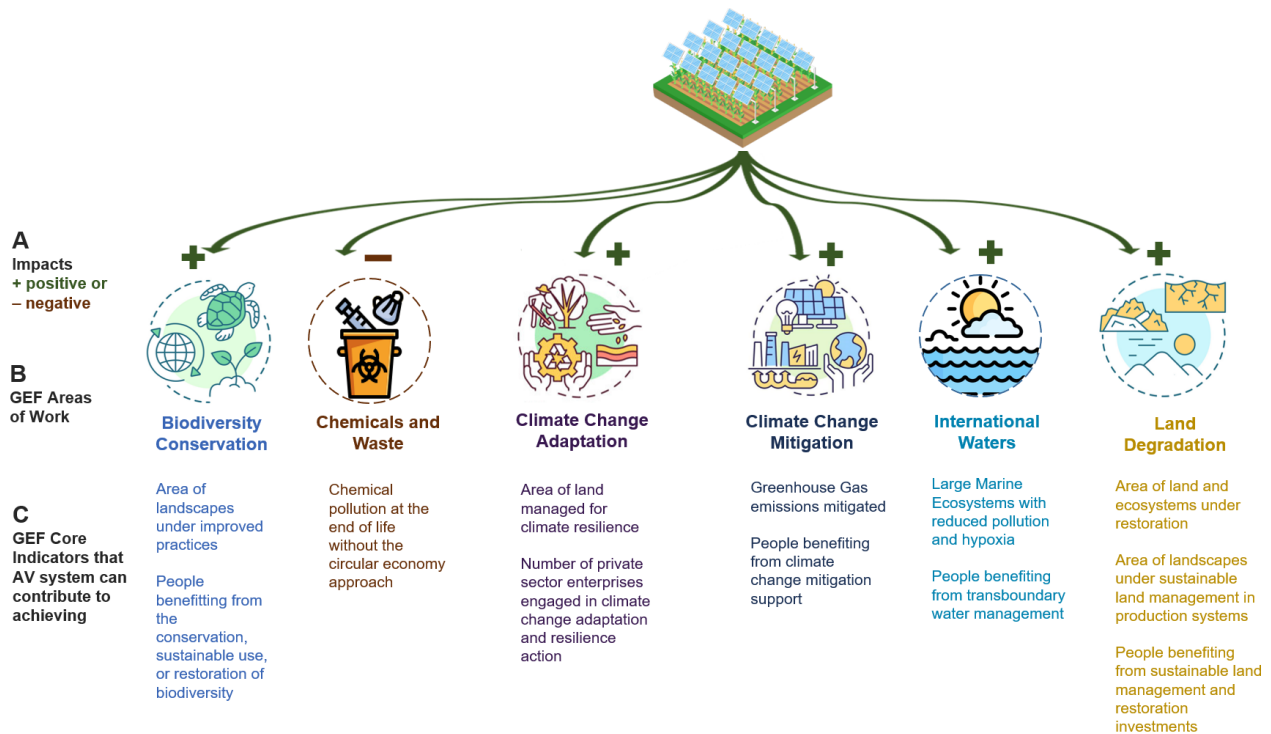 A
Impacts
+ positive or
– negative
+
–
+
+
+
+
B
GEF Areas
of Work
Biodiversity
Conservation
Chemicals and
Waste
Climate Change
Adaptation
Climate Change
Mitigation
International
Waters
Land
Degradation
C
GEF Core
Indicators that
AV system can
contribute to
achieving
Area of
landscapes
under improved
practices
People
benefitting from
the
conservation,
sustainable use,
or restoration of
biodiversity
Chemical
pollution at the
end of life
without the
circular economy
approach
Area of land
managed for
climate resilience
Number of private
sector enterprises
engaged in climate
change adaptation
and resilience
action
Greenhouse Gas
emissions mitigated
People benefiting
from climate
change mitigation
support
Large Marine
Ecosystems with
reduced pollution
and hypoxia
People benefiting
from transboundary
water management
Area of land and
ecosystems under
restoration
Area of landscapes
under sustainable
land management in
production systems
People benefiting
from sustainable land
management and
restoration
investments